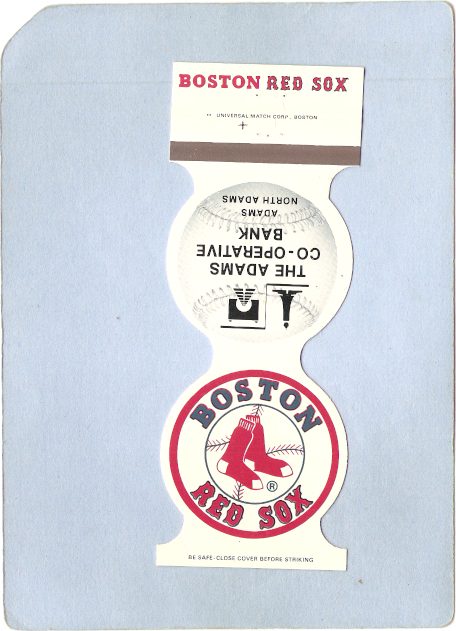 BOSTON RED SOX
** UNIVERSAL MATCH CORP., BOSTON
THE ADAMS
CO-OPERATIVE
BANK
ADAMS
NORTH ADAMS
BOSTON
RED SOX
®
BE SAFE-CLOSE COVER BEFORE STRIKING